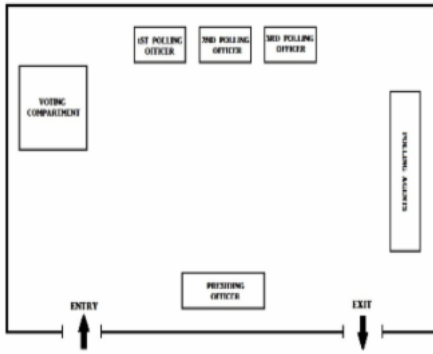 1ST POLLING
OFFICER
2ND POLLING
OFFICER
3RD POLLING
OFFICER
VOTING
COMPARTMENT
POLLING AGENTS
PRESIDING
OFFICER
ENTRY
EXIT